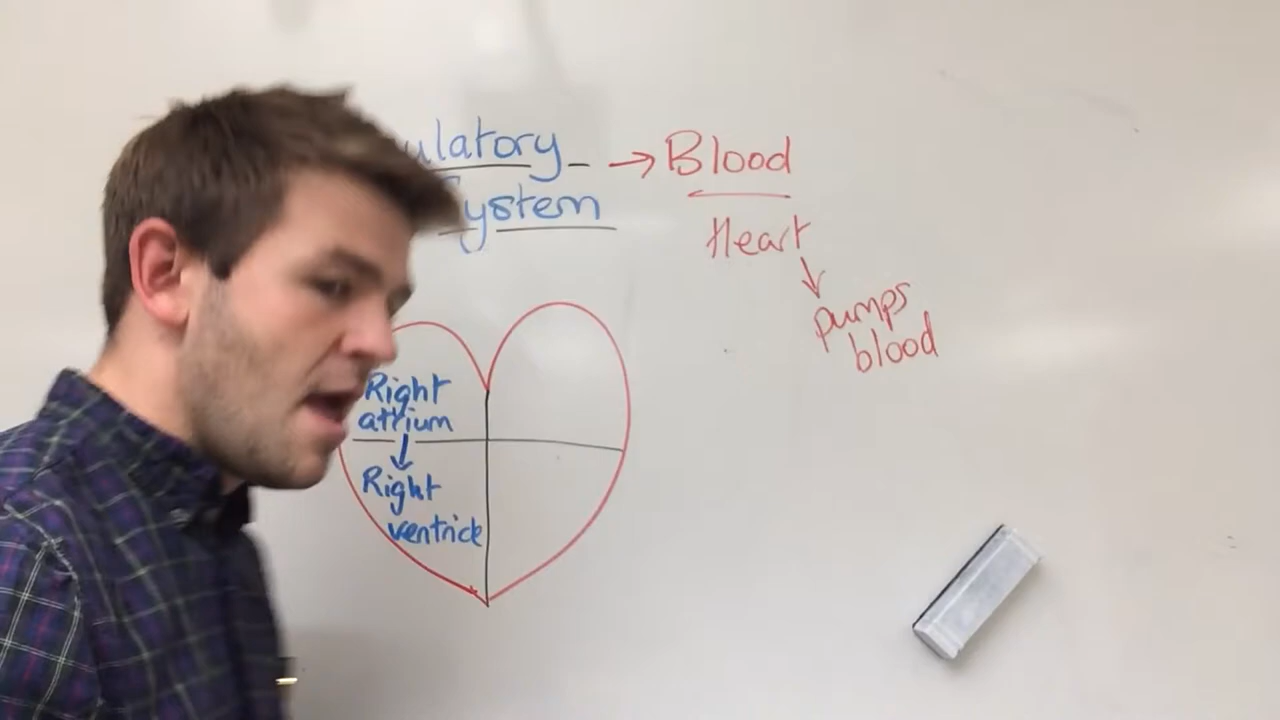 ulatory → Blood
ystem
Heart
↓
pumps
blood
Right
atrium
↓
Right
ventricle